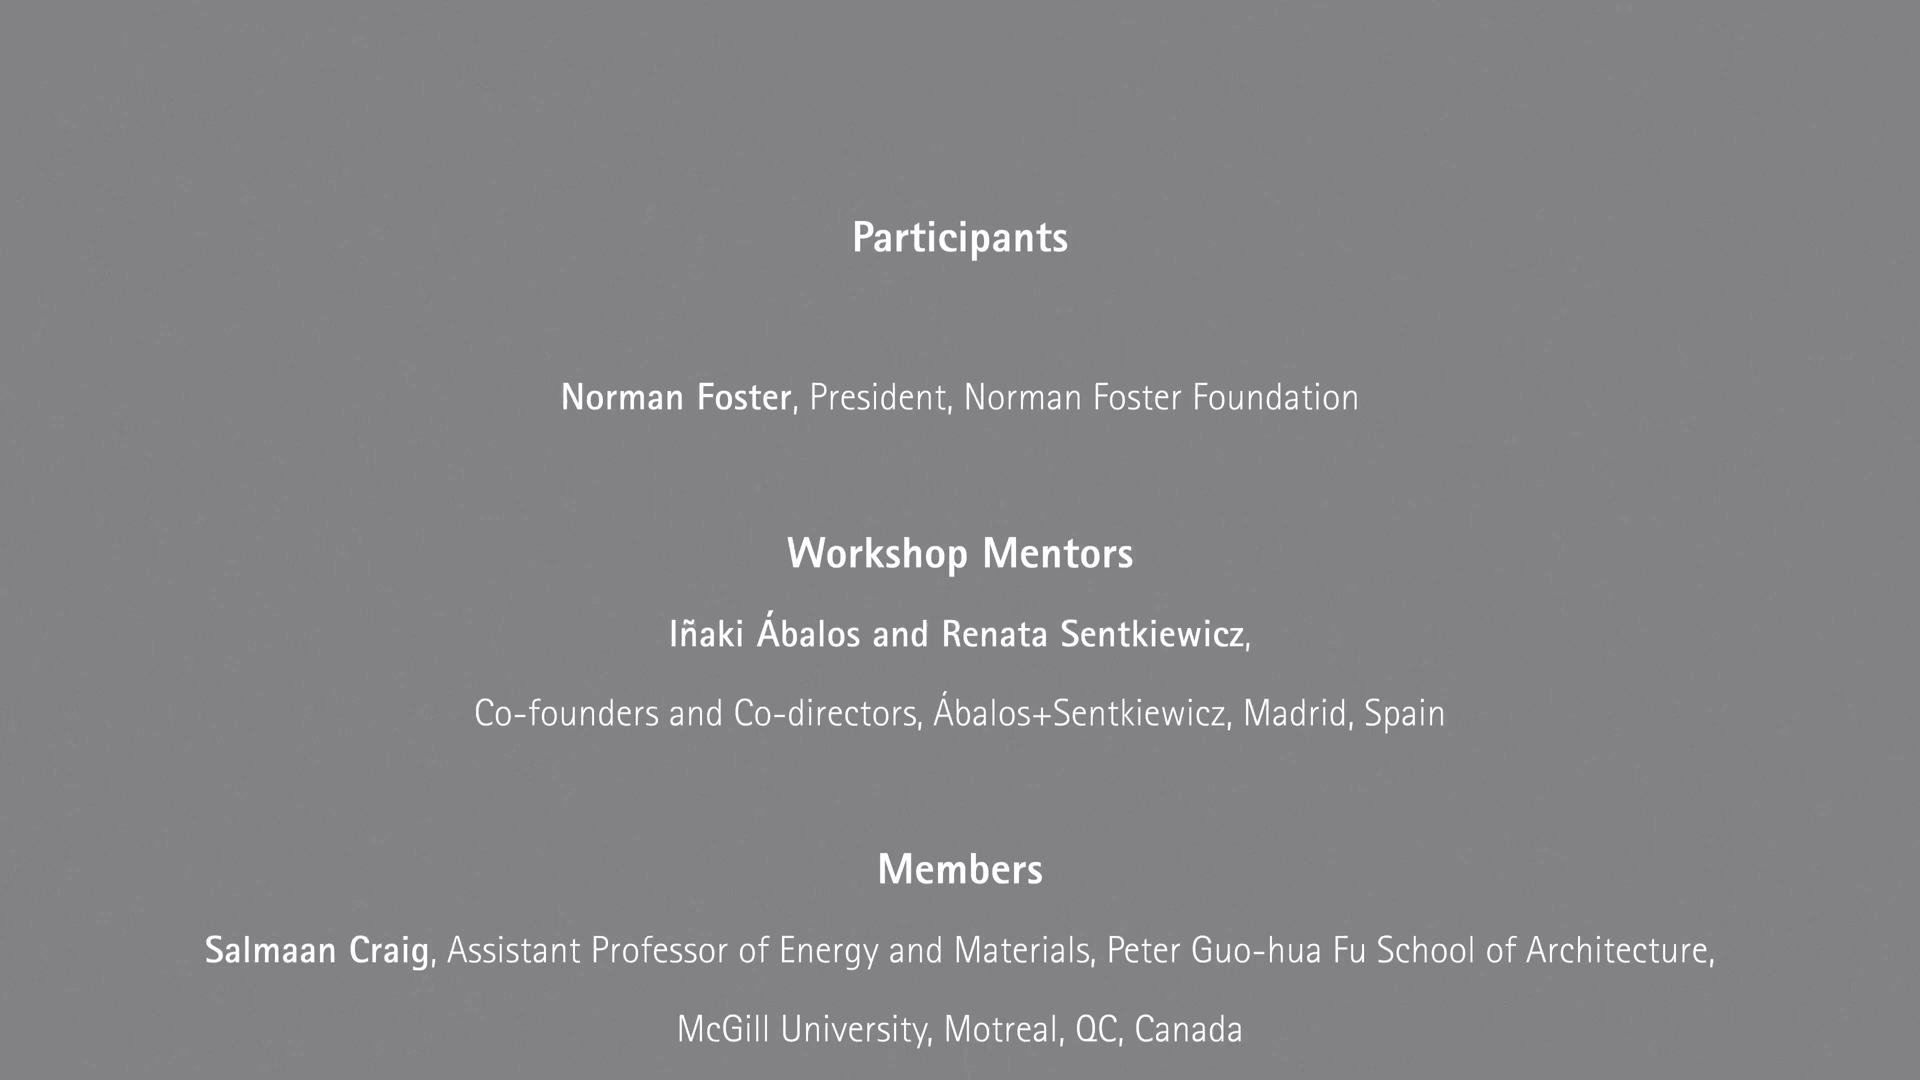 Participants
Norman Foster, President, Norman Foster Foundation
Workshop Mentors
Iñaki Ábalos and Renata Sentkiewicz,
Co-founders and Co-directors, Ábalos+Sentkiewicz, Madrid, Spain
Members
Salmaan Craig, Assistant Professor of Energy and Materials, Peter Guo-hua Fu School of Architecture,
McGill University, Motreal, QC, Canada